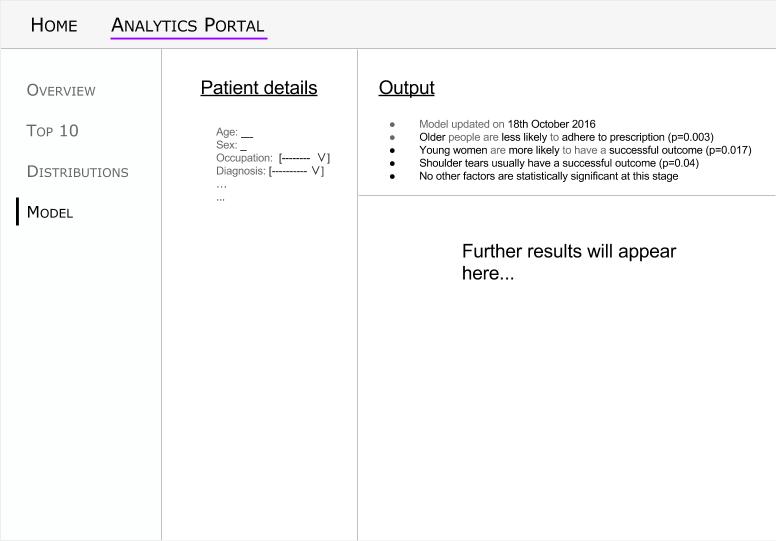 HOME ANALYTICS PORTAL
OVERVIEW
TOP 10
DISTRIBUTIONS
MODEL
Patient details
Age: __
Sex: _
Occupation: [-------- V]
Diagnosis: [---------- V]
...
...
Output
● Model updated on 18th October 2016
● Older people are less likely to adhere to prescription (p=0.003)
● Young women are more likely to have a successful outcome (p=0.017)
● Shoulder tears usually have a successful outcome (p=0.04)
● No other factors are statistically significant at this stage
Further results will appear
here...